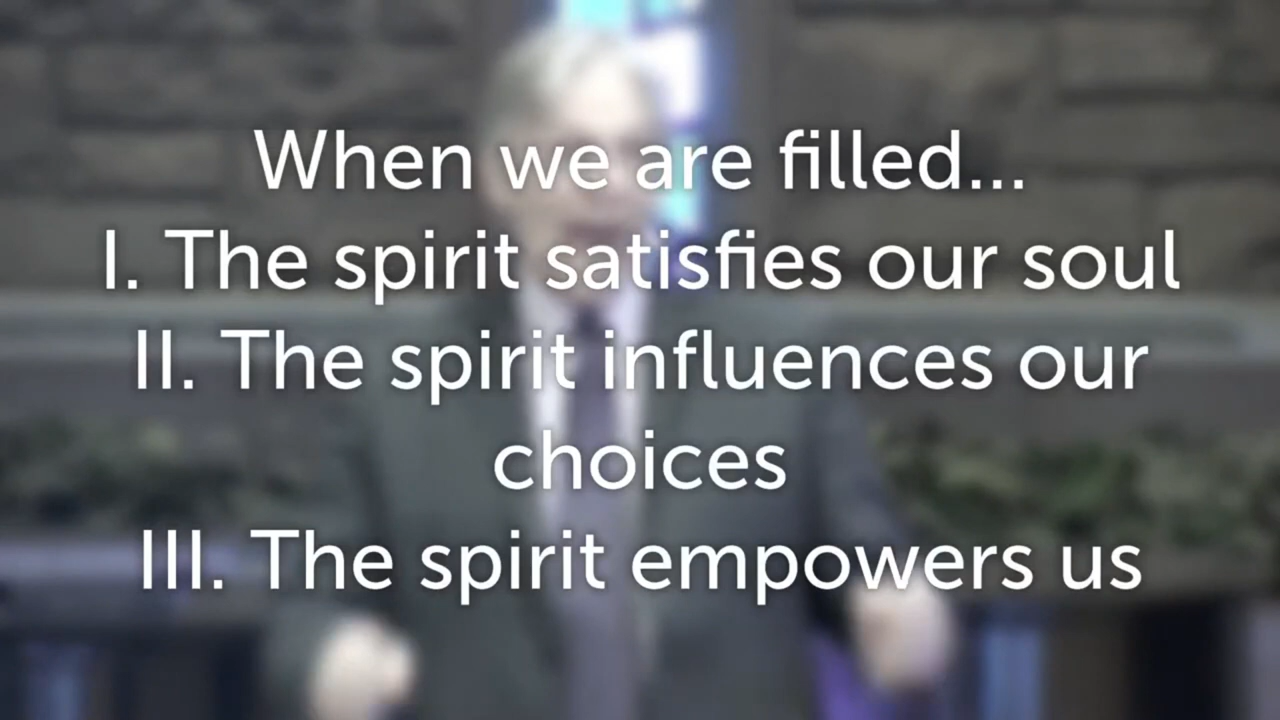 When we are filled...
I. The spirit satisfies our soul
II. The spirit influences our
choices
III. The spirit empowers us